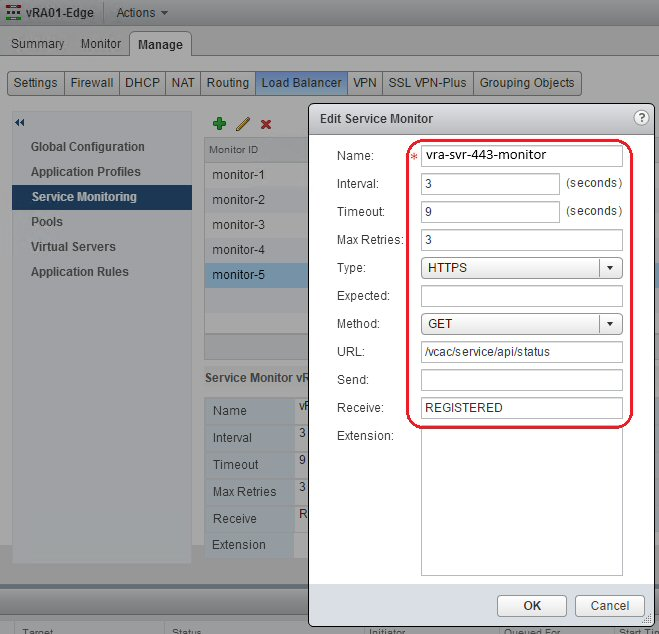 vRA01-Edge Actions
Summary Monitor Manage
Settings Firewall DHCP NAT Routing Load Balancer VPN SSL VPN-Plus Grouping Objects
Global Configuration
Application Profiles
Service Monitoring
Pools
Virtual Servers
Application Rules
Monitor ID
monitor-1
monitor-2
monitor-3
monitor-4
monitor-5
Service Monitor vR
Name
Interval 3
Timeout 9
Max Retries 3
Receive R
Extension
Edit Service Monitor ?
Name: * vra-svr-443-monitor
Interval: 3 (seconds)
Timeout: 9 (seconds)
Max Retries: 3
Type: HTTPS
Expected:
Method: GET
URL: /vcac/service/api/status
Send:
Receive: REGISTERED
Extension:
OK Cancel
Target Status Initiator Queued For Start Ti